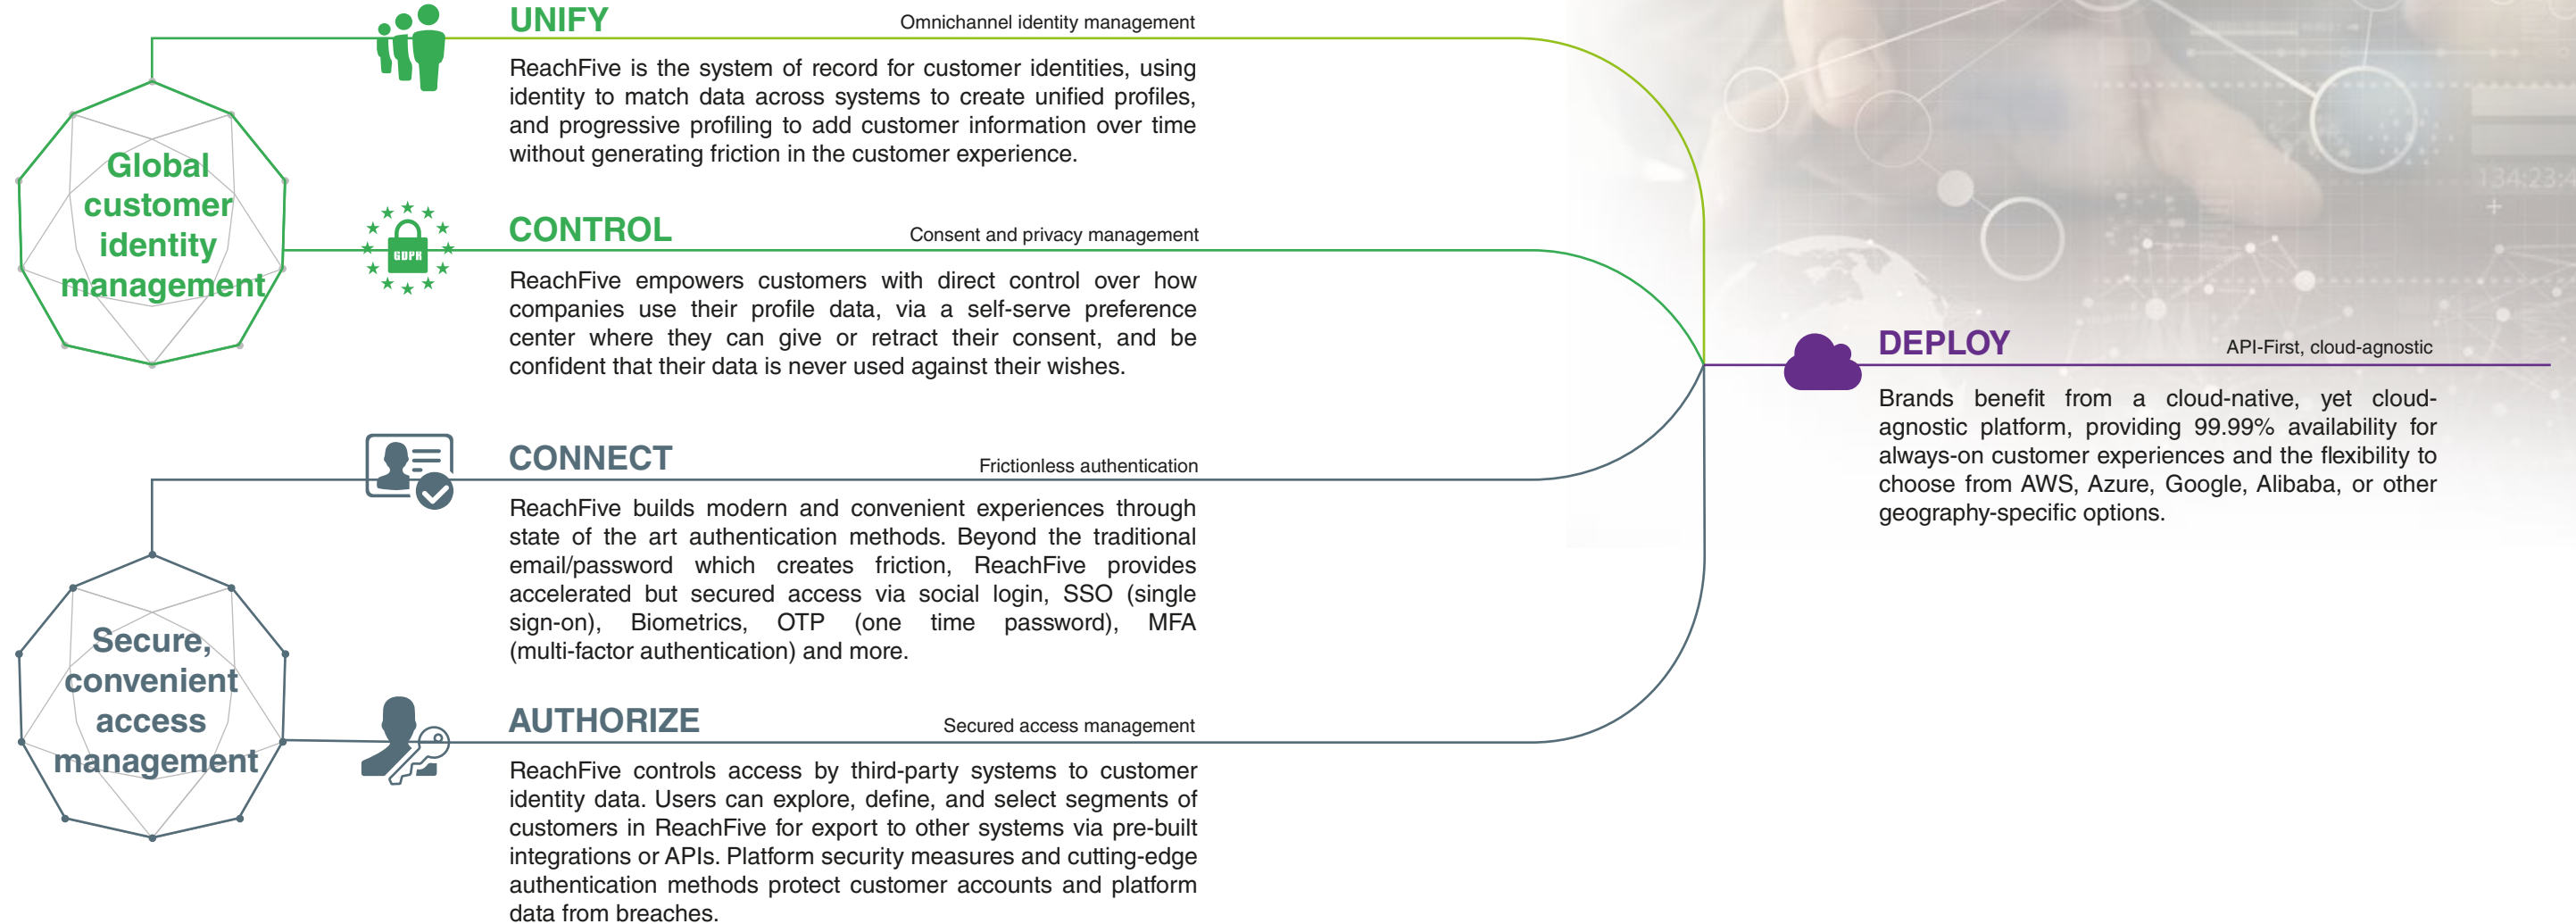 UNIFY
Omnichannel identity management
ReachFive is the system of record for customer identities, using
identity to match data across systems to create unified profiles,
and progressive profiling to add customer information over time
without generating friction in the customer experience.
Global
customer
identity
management
GDPR
CONTROL
Consent and privacy management
ReachFive empowers customers with direct control over how
companies use their profile data, via a self-serve preference
center where they can give or retract their consent, and be
confident that their data is never used against their wishes.
CONNECT
Frictionless authentication
ReachFive builds modern and convenient experiences through
state of the art authentication methods. Beyond the traditional
email/password which creates friction, ReachFive provides
accelerated but secured access via social login, SSO (single
sign-on), Biometrics, OTP (one time password), MFA
(multi-factor authentication) and more.
Secure,
convenient
access
management
AUTHORIZE
Secured access management
ReachFive controls access by third-party systems to customer
identity data. Users can explore, define, and select segments of
customers in ReachFive for export to other systems via pre-built
integrations or APIs. Platform security measures and cutting-edge
authentication methods protect customer accounts and platform
data from breaches.
134:23:4
DEPLOY
API-First, cloud-agnostic
Brands benefit from a cloud-native, yet cloud-
agnostic platform, providing 99.99% availability for
always-on customer experiences and the flexibility to
choose from AWS, Azure, Google, Alibaba, or other
geography-specific options.